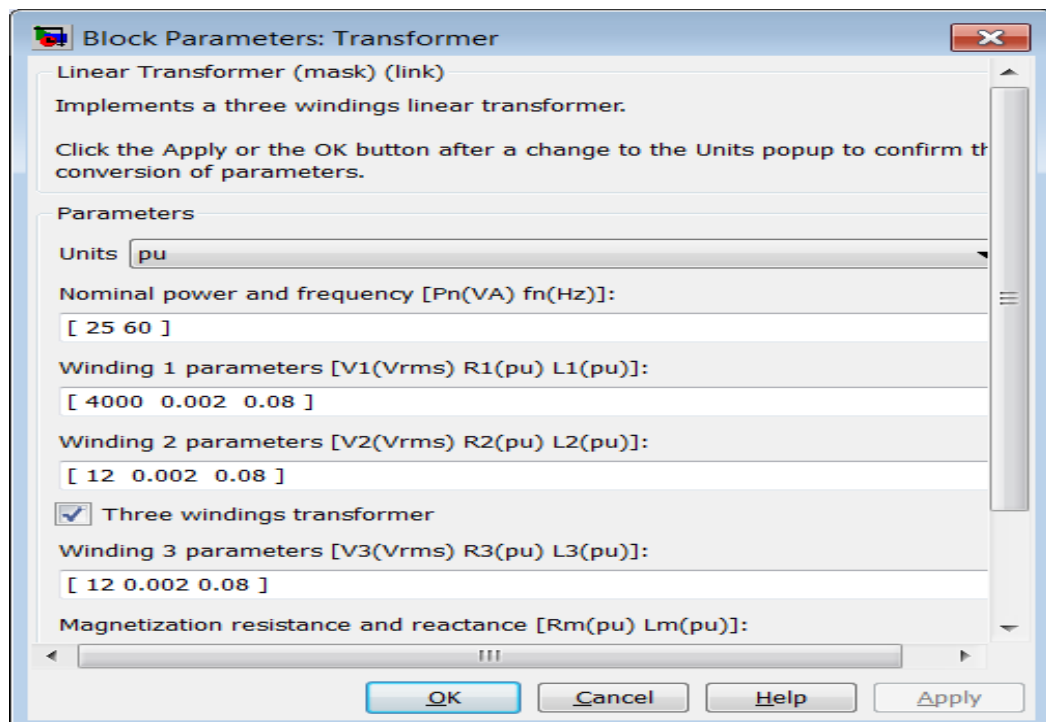 Block Parameters: Transformer
Linear Transformer (mask) (link)
Implements a three windings linear transformer.
Click the Apply or the OK button after a change to the Units popup to confirm th
conversion of parameters.
Parameters
Units pu
Nominal power and frequency [Pn(VA) fn(Hz)]:
[ 25 60 ]
Winding 1 parameters [V1(Vrms) R1(pu) L1(pu)]:
[ 4000 0.002 0.08 ]
Winding 2 parameters [V2(Vrms) R2(pu) L2(pu)]:
[ 12 0.002 0.08 ]
Three windings transformer
Winding 3 parameters [V3(Vrms) R3(pu) L3(pu)]:
[ 12 0.002 0.08 ]
Magnetization resistance and reactance [Rm(pu) Lm(pu)]:
OK Cancel Help Apply